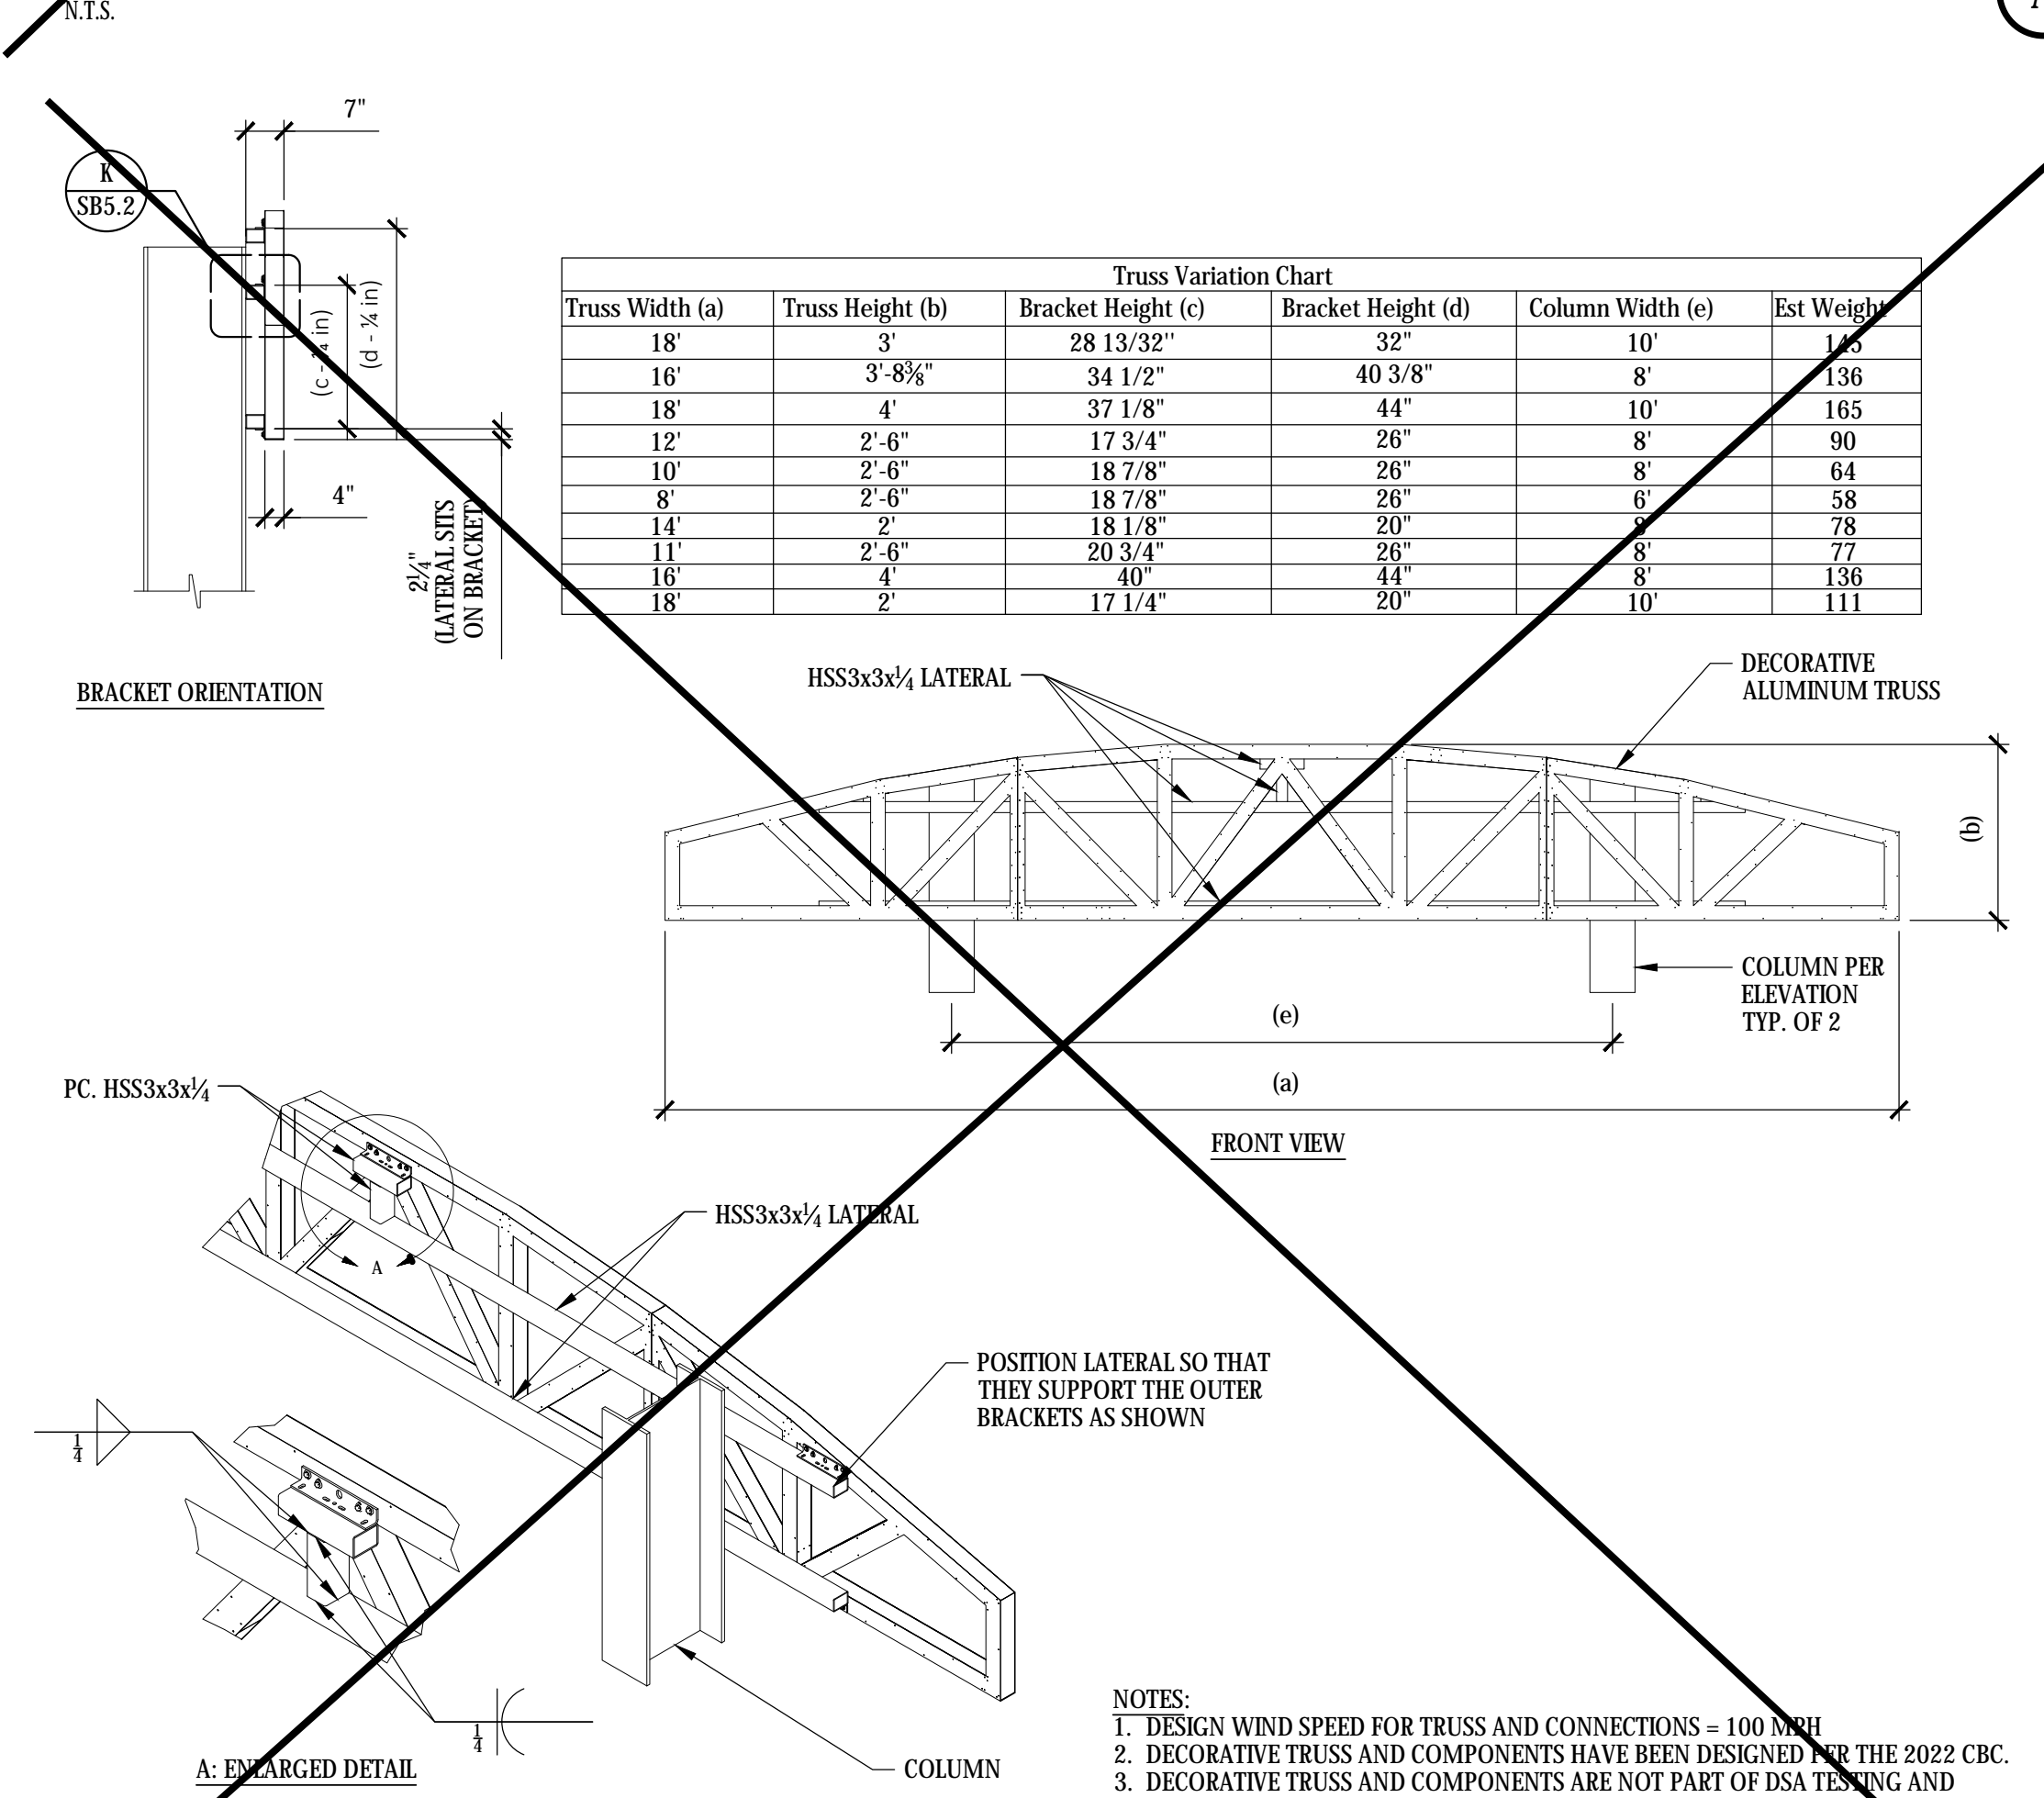 N.T.S.
7"
K
SB5.2
(c - ¼ in)
(d - ¼ in)
4"
2¼"
(LATERAL SITS
ON BRACKET)
BRACKET ORIENTATION
Truss Variation Chart
Truss Width (a) Truss Height (b) Bracket Height (c) Bracket Height (d) Column Width (e) Est Weight
18' 3' 28 13/32'' 32" 10' 145
16' 3'-8⅜" 34 1/2" 40 3/8" 8' 136
18' 4' 37 1/8" 44" 10' 165
12' 2'-6" 17 3/4" 26" 8' 90
10' 2'-6" 18 7/8" 26" 8' 64
8' 2'-6" 18 7/8" 26" 6' 58
14' 2' 18 1/8" 20" 8' 78
11' 2'-6" 20 3/4" 26" 8' 77
16' 4' 40" 44" 8' 136
18' 2' 17 1/4" 20" 10' 111
HSS3x3x¼ LATERAL
DECORATIVE
ALUMINUM TRUSS
(b)
COLUMN PER
ELEVATION
TYP. OF 2
(e)
(a)
FRONT VIEW
PC. HSS3x3x¼
HSS3x3x¼ LATERAL
A
POSITION LATERAL SO THAT
THEY SUPPORT THE OUTER
BRACKETS AS SHOWN
¼
¼
A: ENLARGED DETAIL
COLUMN
NOTES:
1. DESIGN WIND SPEED FOR TRUSS AND CONNECTIONS = 100 MPH
2. DECORATIVE TRUSS AND COMPONENTS HAVE BEEN DESIGNED PER THE 2022 CBC.
3. DECORATIVE TRUSS AND COMPONENTS ARE NOT PART OF DSA TESTING AND